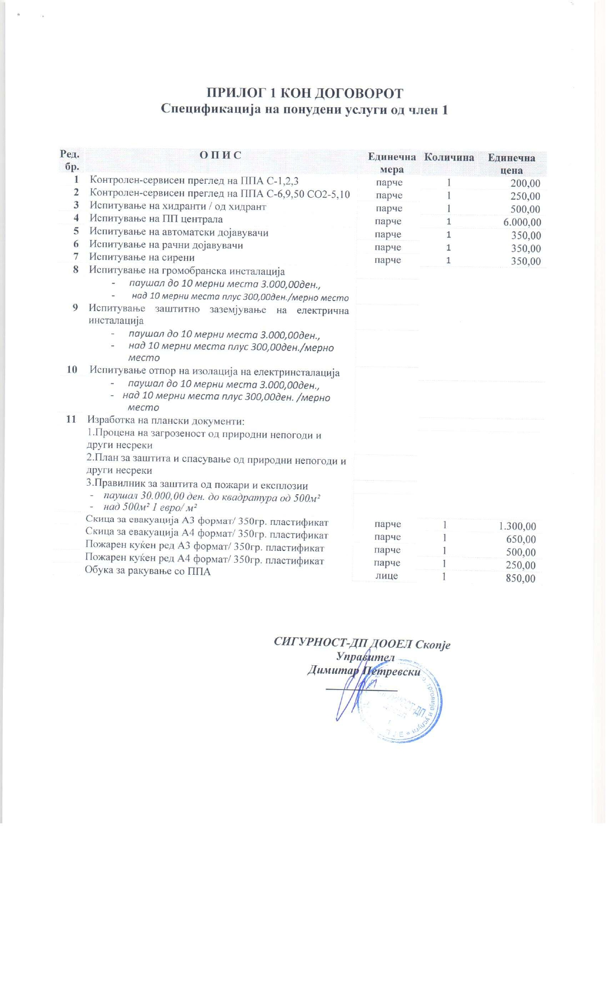 ПРИЛОГ 1 КОН ДОГОВОРОТ
Спецификација на понудени услуги од член 1
Ред. бр. О П И С Единечна мера Количина Единечна цена
1 Контролен-сервисен преглед на ППА С-1,2,3 парче 1 200,00
2 Контролен-сервисен преглед на ППА С-6,9,50 СО2-5,10 парче 1 250,00
3 Испитување на хидранти / од хидрант парче 1 500,00
4 Испитување на ПП централа парче 1 6.000,00
5 Испитување на автоматски дојавувачи парче 1 350,00
6 Испитување на рачни дојавувачи парче 1 350,00
7 Испитување на сирени парче 1 350,00
8 Испитување на громобранска инсталација
- паушал до 10 мерни места 3.000,00ден.,
- над 10 мерни места плус 300,00ден./мерно место
9 Испитување заштитно заземјување на електрична
инсталација
- паушал до 10 мерни места 3.000,00ден.,
- над 10 мерни места плус 300,00ден./мерно
место
10 Испитување отпор на изолација на електринсталација
- паушал до 10 мерни места 3.000,00ден.,
- над 10 мерни места плус 300,00ден. /мерно
место
11 Изработка на плански документи:
1.Процена на загрозеност од природни непогоди и
други несреки
2.План за заштита и спасување од природни непогоди и
други несреки
3.Правилник за заштита од пожари и експлозии
- паушал 30.000,00 ден. до квадратура од 500м²
- над 500м² 1 евро/ м²
Скица за евакуација А3 формат/ 350гр. пластификат парче 1 1.300,00
Скица за евакуација А4 формат/ 350гр. пластификат парче 1 650,00
Пожарен куќен ред А3 формат/ 350гр. пластификат парче 1 500,00
Пожарен куќен ред А4 формат/ 350гр. пластификат парче 1 250,00
Обука за ракување со ППА лице 1 850,00
СИГУРНОСТ-ДП ДООЕЛ Скопје
Управител
Димитар Петревски
трговија и услуги